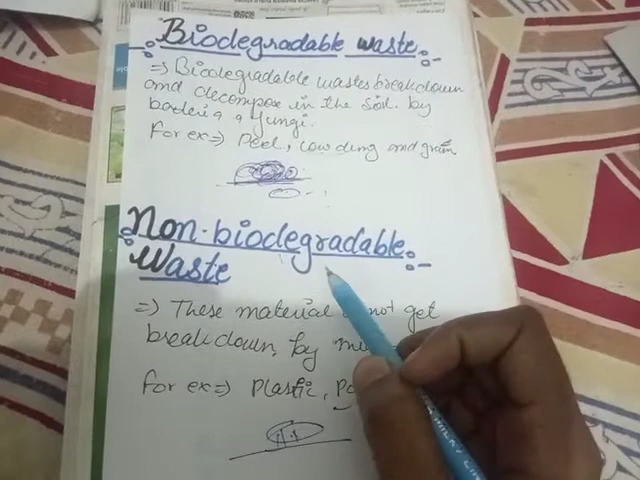 Biodegradable waste :-
=> Biodegradable wastes breakdown
and decompose in the soil. by
bacteria & fungi.
For ex => Peel, cow dung and grain
Non-biodegradable :-
Waste
=> These material not get
breakdown, by
For ex => Plastic,